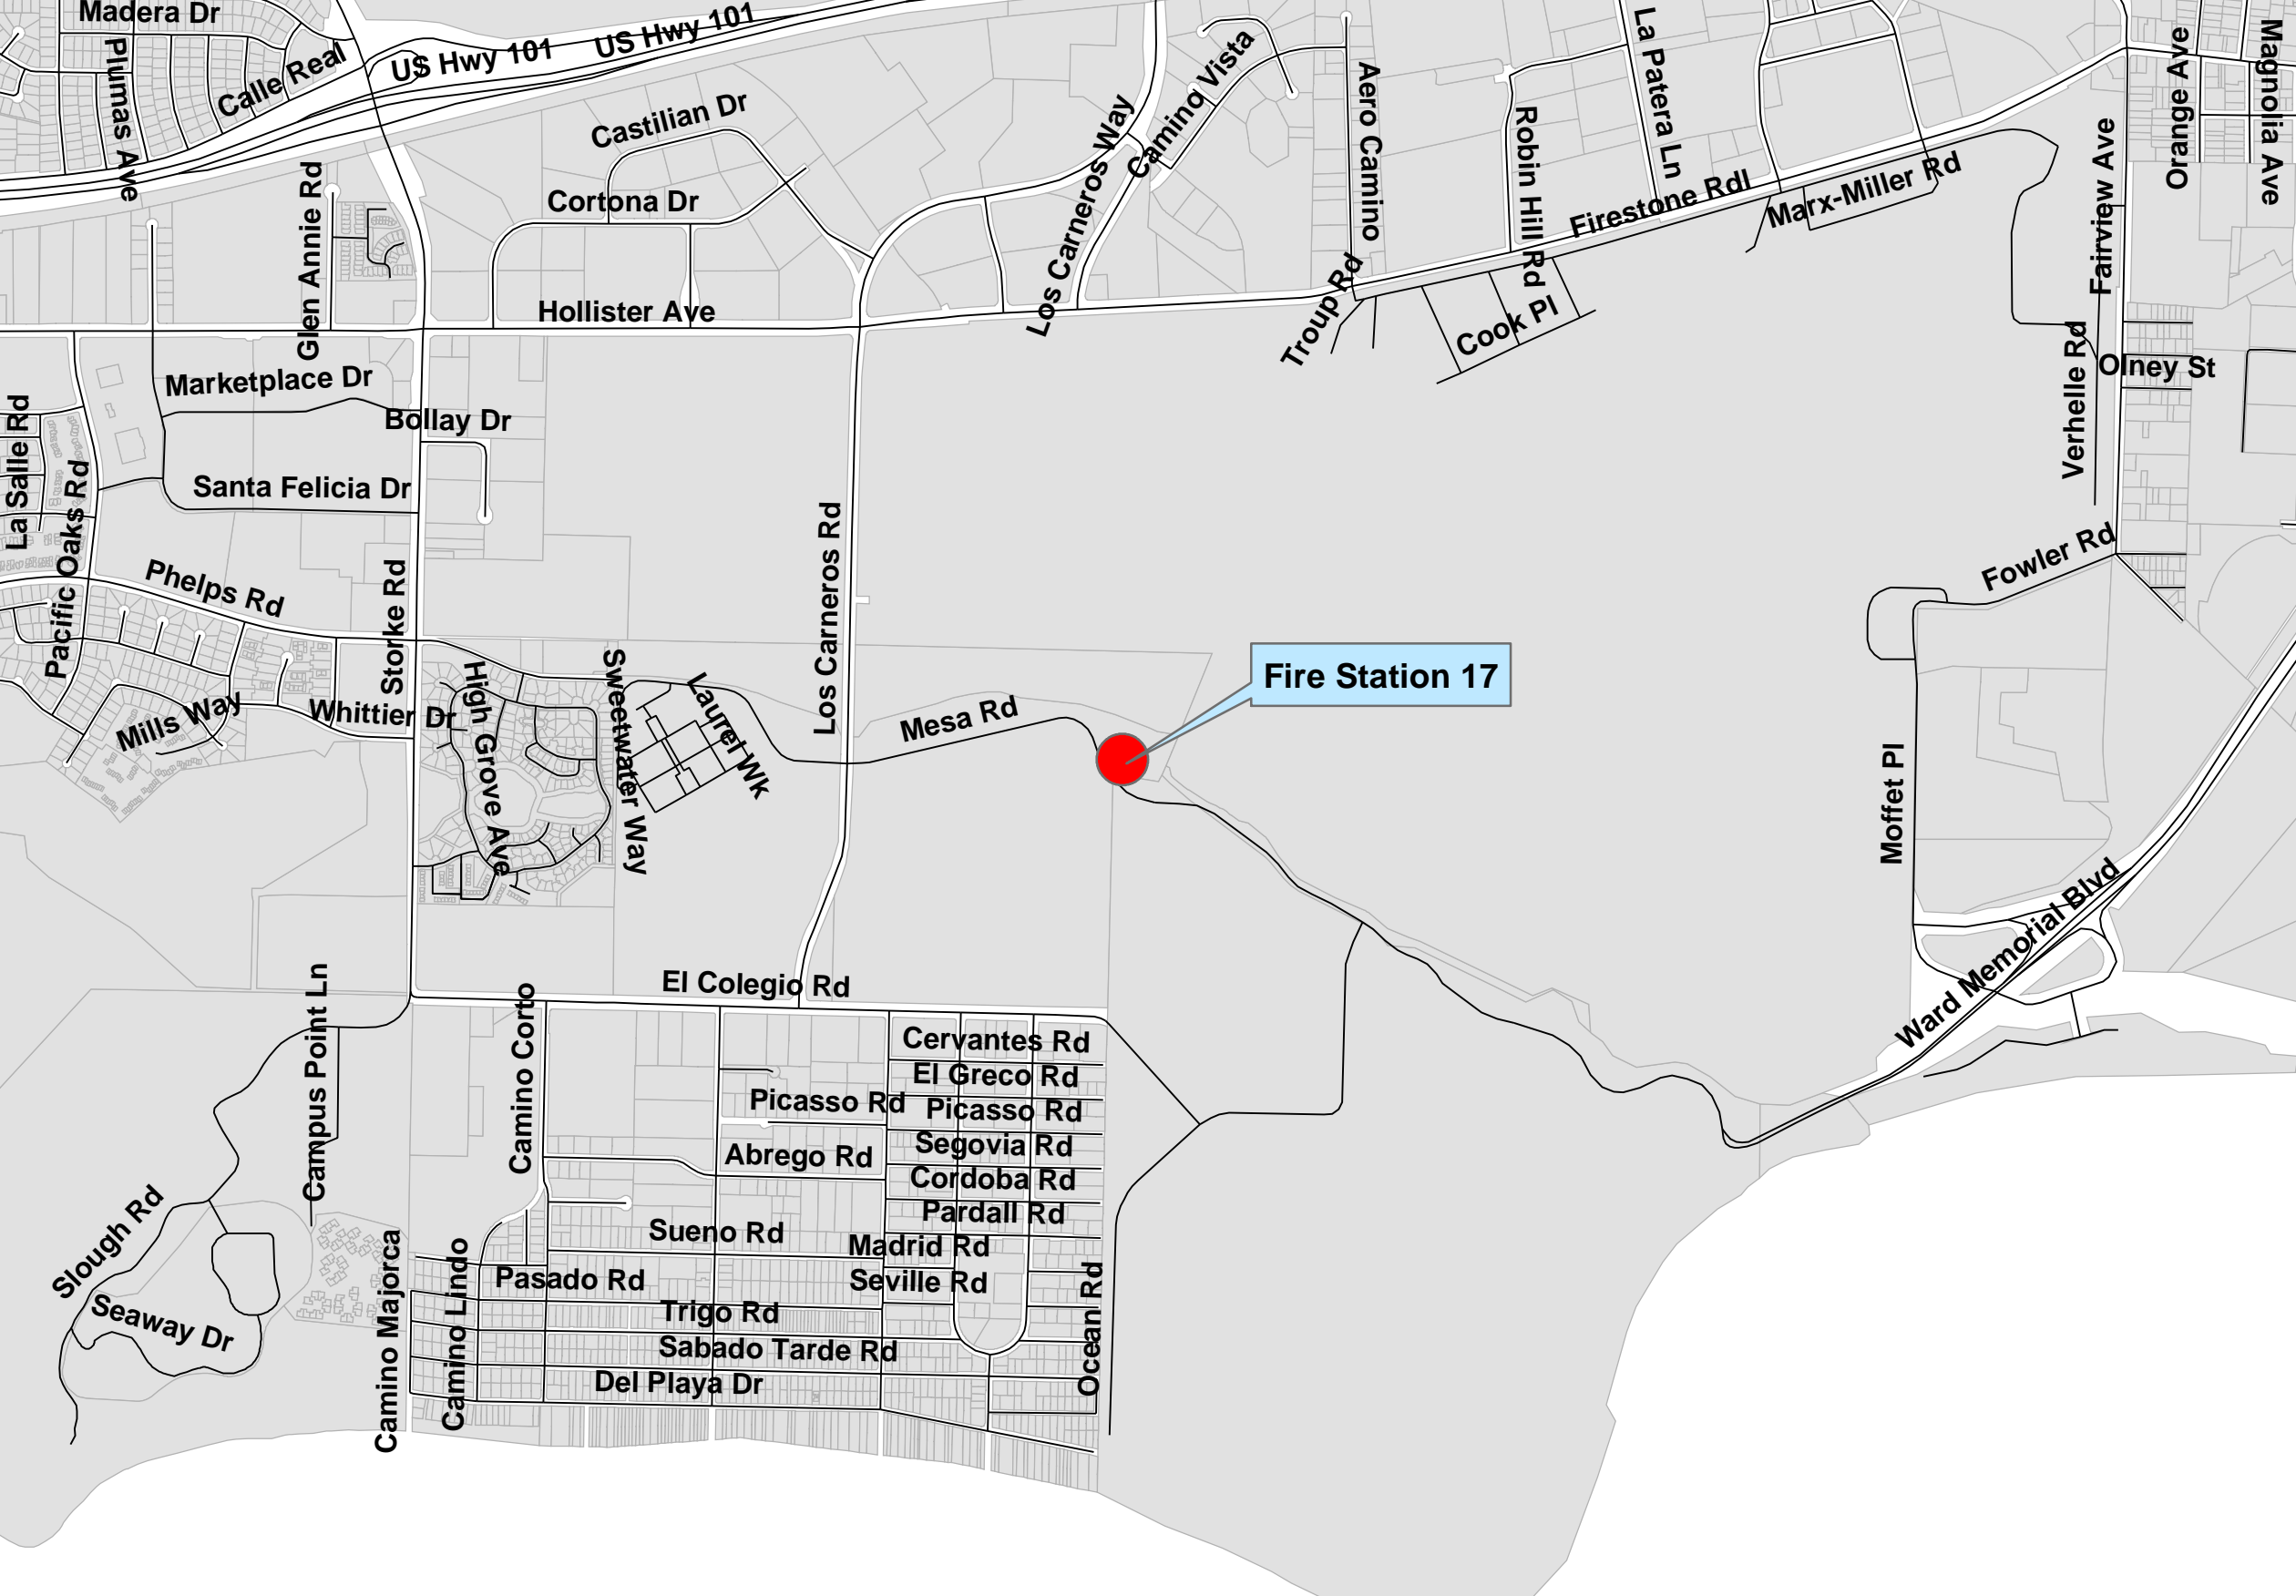 Madera Dr
US Hwy 101
US Hwy 101
Plumas Ave
Calle Real
Castilian Dr
Camino Vista
Aero Camino
La Patera Ln
Orange Ave
Magnolia Ave
Los Carneros Way
Robin Hill Rd
Firestone Rdl
Marx-Miller Rd
Fairview Ave
Glen Annie Rd
Cortona Dr
Hollister Ave
Troup Rd
Cook Pl
Verhelle Rd
Olney St
Marketplace Dr
Bollay Dr
La Salle Rd
Pacific Oaks Rd
Santa Felicia Dr
Los Carneros Rd
Phelps Rd
Storke Rd
Fowler Rd
Mills Way
Whittier Dr
High Grove Ave
Sweetwater Way
Laurel Wk
Mesa Rd
Fire Station 17
Moffet Pl
Ward Memorial Blvd
El Colegio Rd
Campus Point Ln
Camino Corto
Cervantes Rd
El Greco Rd
Picasso Rd
Picasso Rd
Segovia Rd
Abrego Rd
Cordoba Rd
Pardall Rd
Slough Rd
Seaway Dr
Camino Majorca
Camino Lindo
Sueno Rd
Madrid Rd
Pasado Rd
Seville Rd
Trigo Rd
Sabado Tarde Rd
Del Playa Dr
Ocean Rd